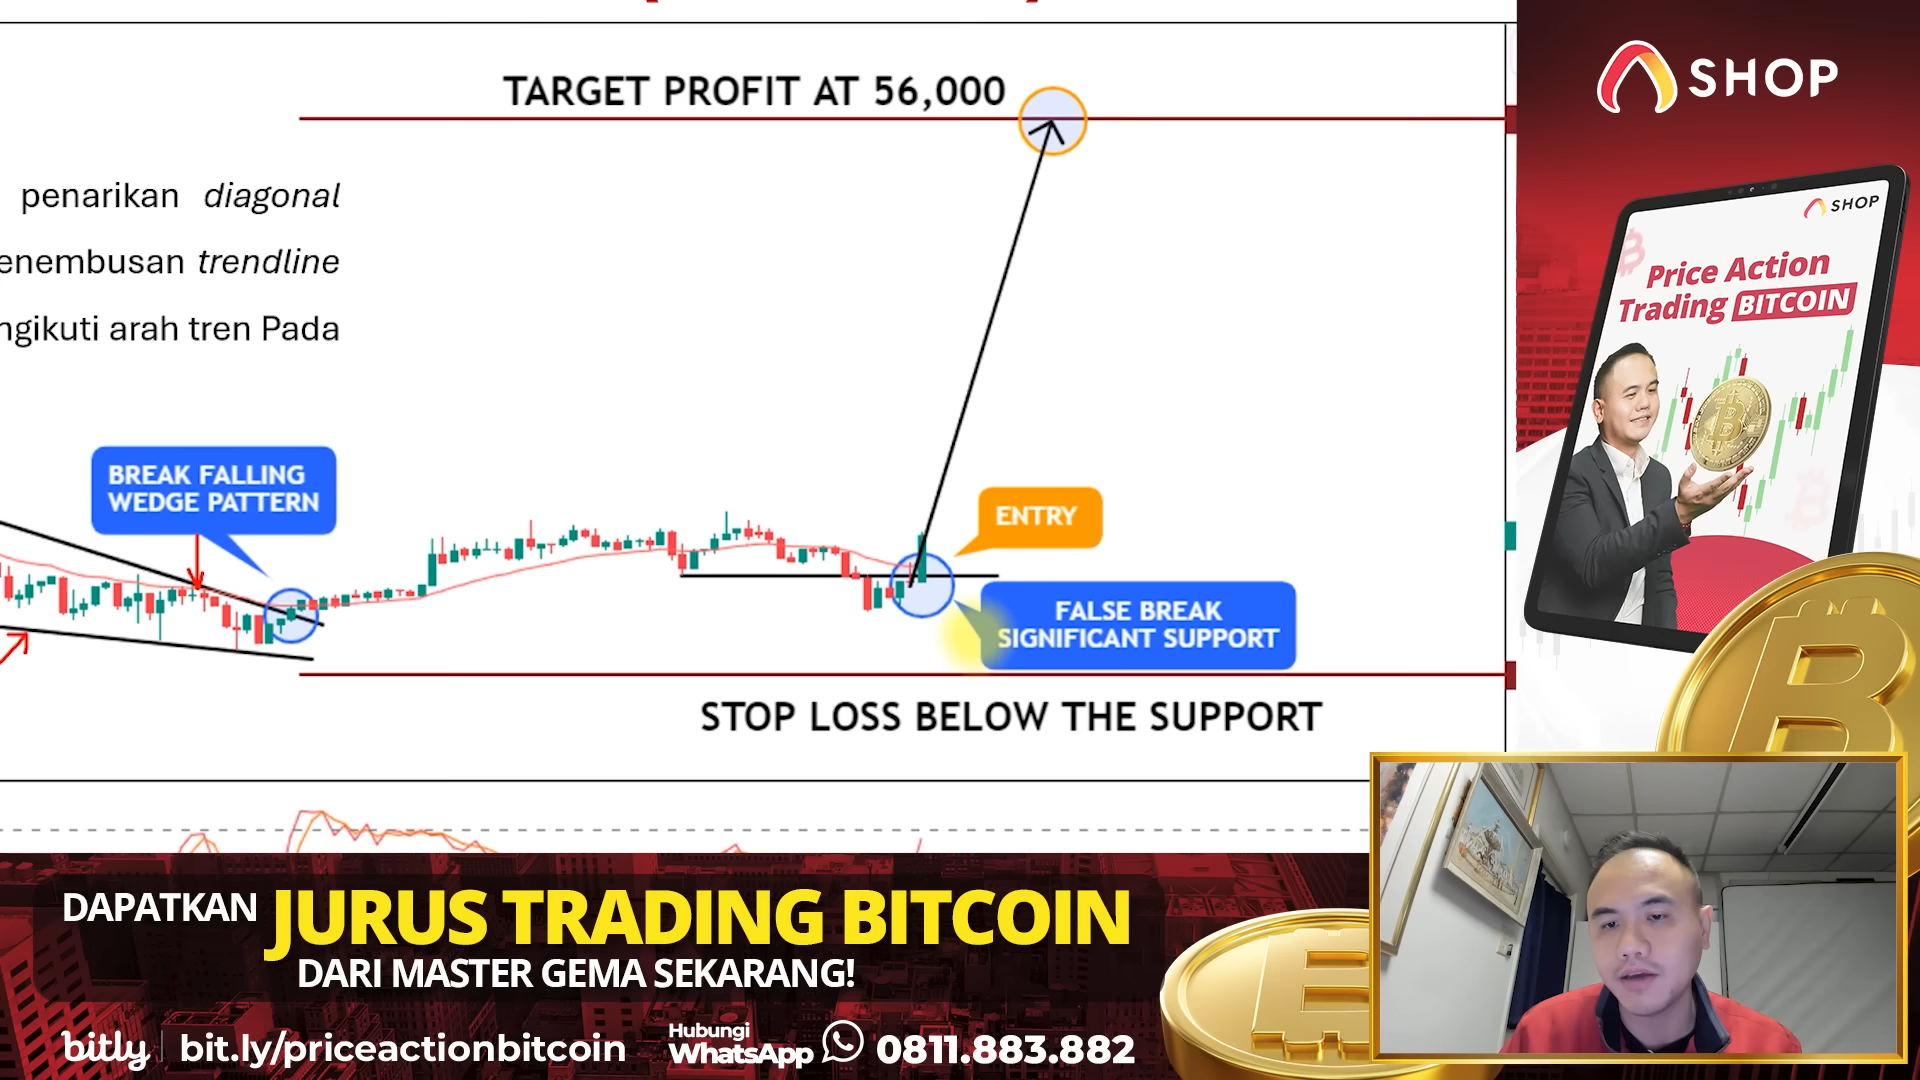 TARGET PROFIT AT 56,000
penarikan diagonal
enembusan trendline
ngikuti arah tren Pada
BREAK FALLING
WEDGE PATTERN
ENTRY
FALSE BREAK
SIGNIFICANT SUPPORT
STOP LOSS BELOW THE SUPPORT
SHOP
SHOP
Price Action
Trading BITCOIN
DAPATKAN JURUS TRADING BITCOIN
DARI MASTER GEMA SEKARANG!
bitly bit.ly/priceactionbitcoin
Hubungi
WhatsApp 0811.883.882